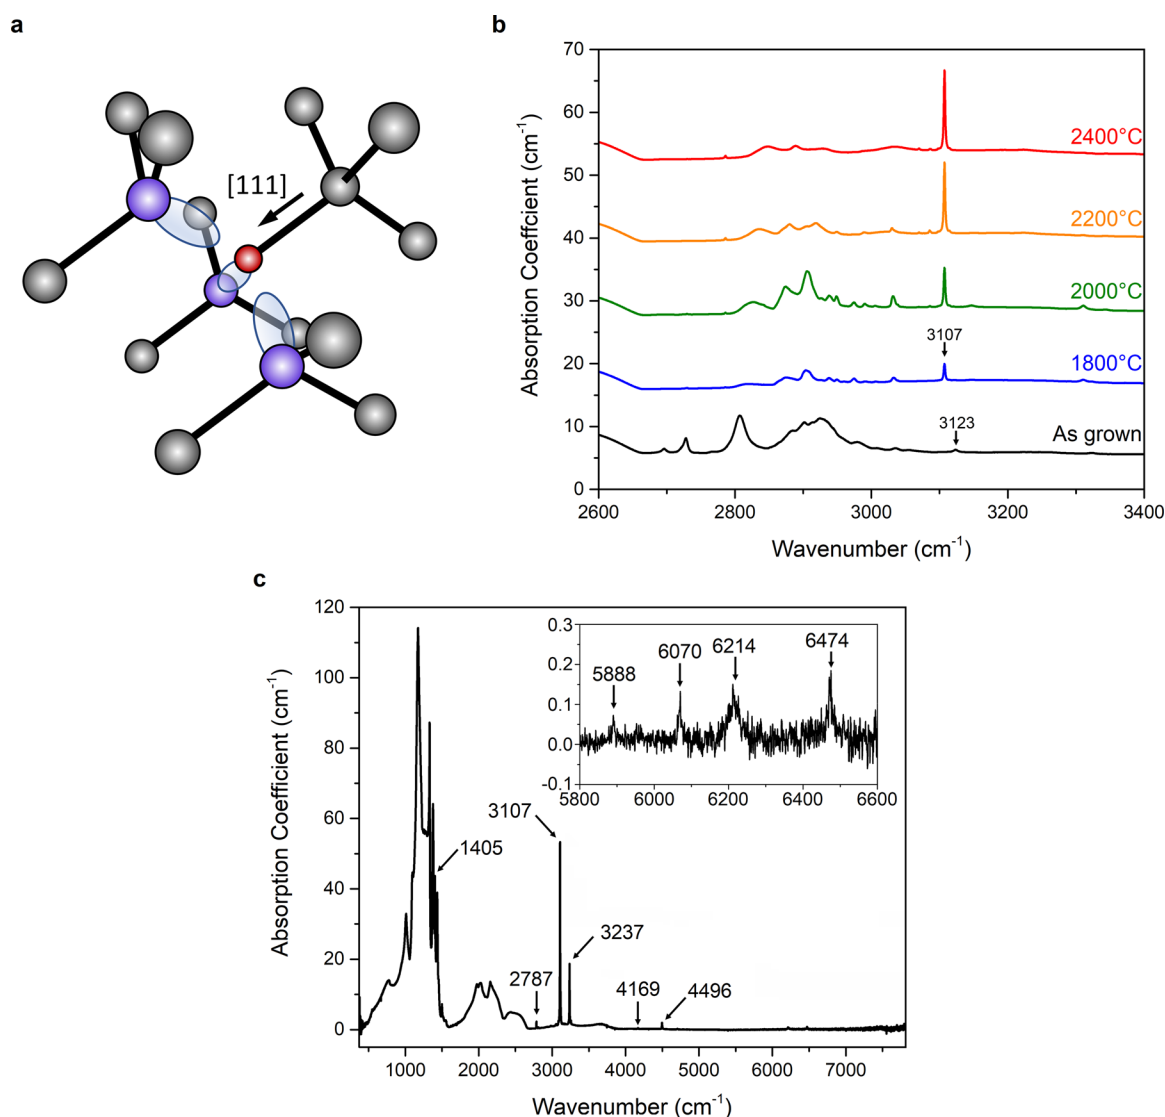 a
[111]
b
70
60
50
40
30
20
10
0
Absorption Coefficient (cm⁻¹)
2400°C
2200°C
2000°C
1800°C
3107
3123
As grown
2600 2800 3000 3200 3400
Wavenumber (cm⁻¹)
c
120
100
80
60
40
20
0
Absorption Coefficient (cm⁻¹)
3107
1405
2787
3237
4169
4496
0.3
0.2
0.1
0.0
-0.1
5888
6070
6214
6474
5800 6000 6200 6400 6600
1000 2000 3000 4000 5000 6000 7000
Wavenumber (cm⁻¹)